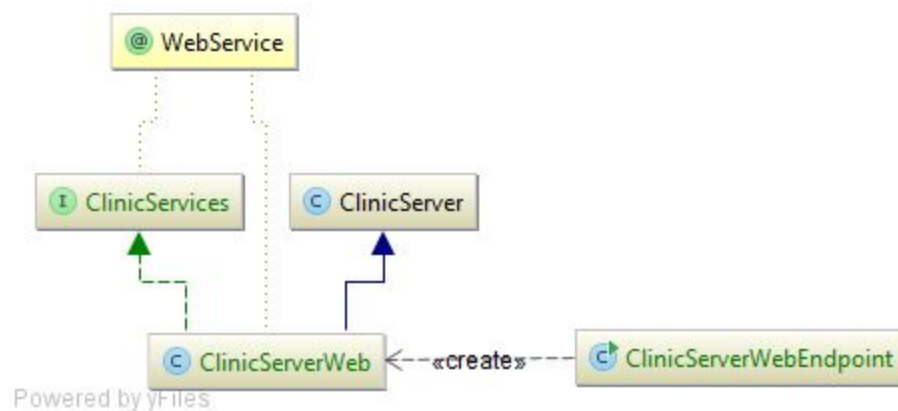 @ WebService
I ClinicServices
C ClinicServer
C ClinicServerWeb
«create»
C ClinicServerWebEndpoint
Powered by yFiles